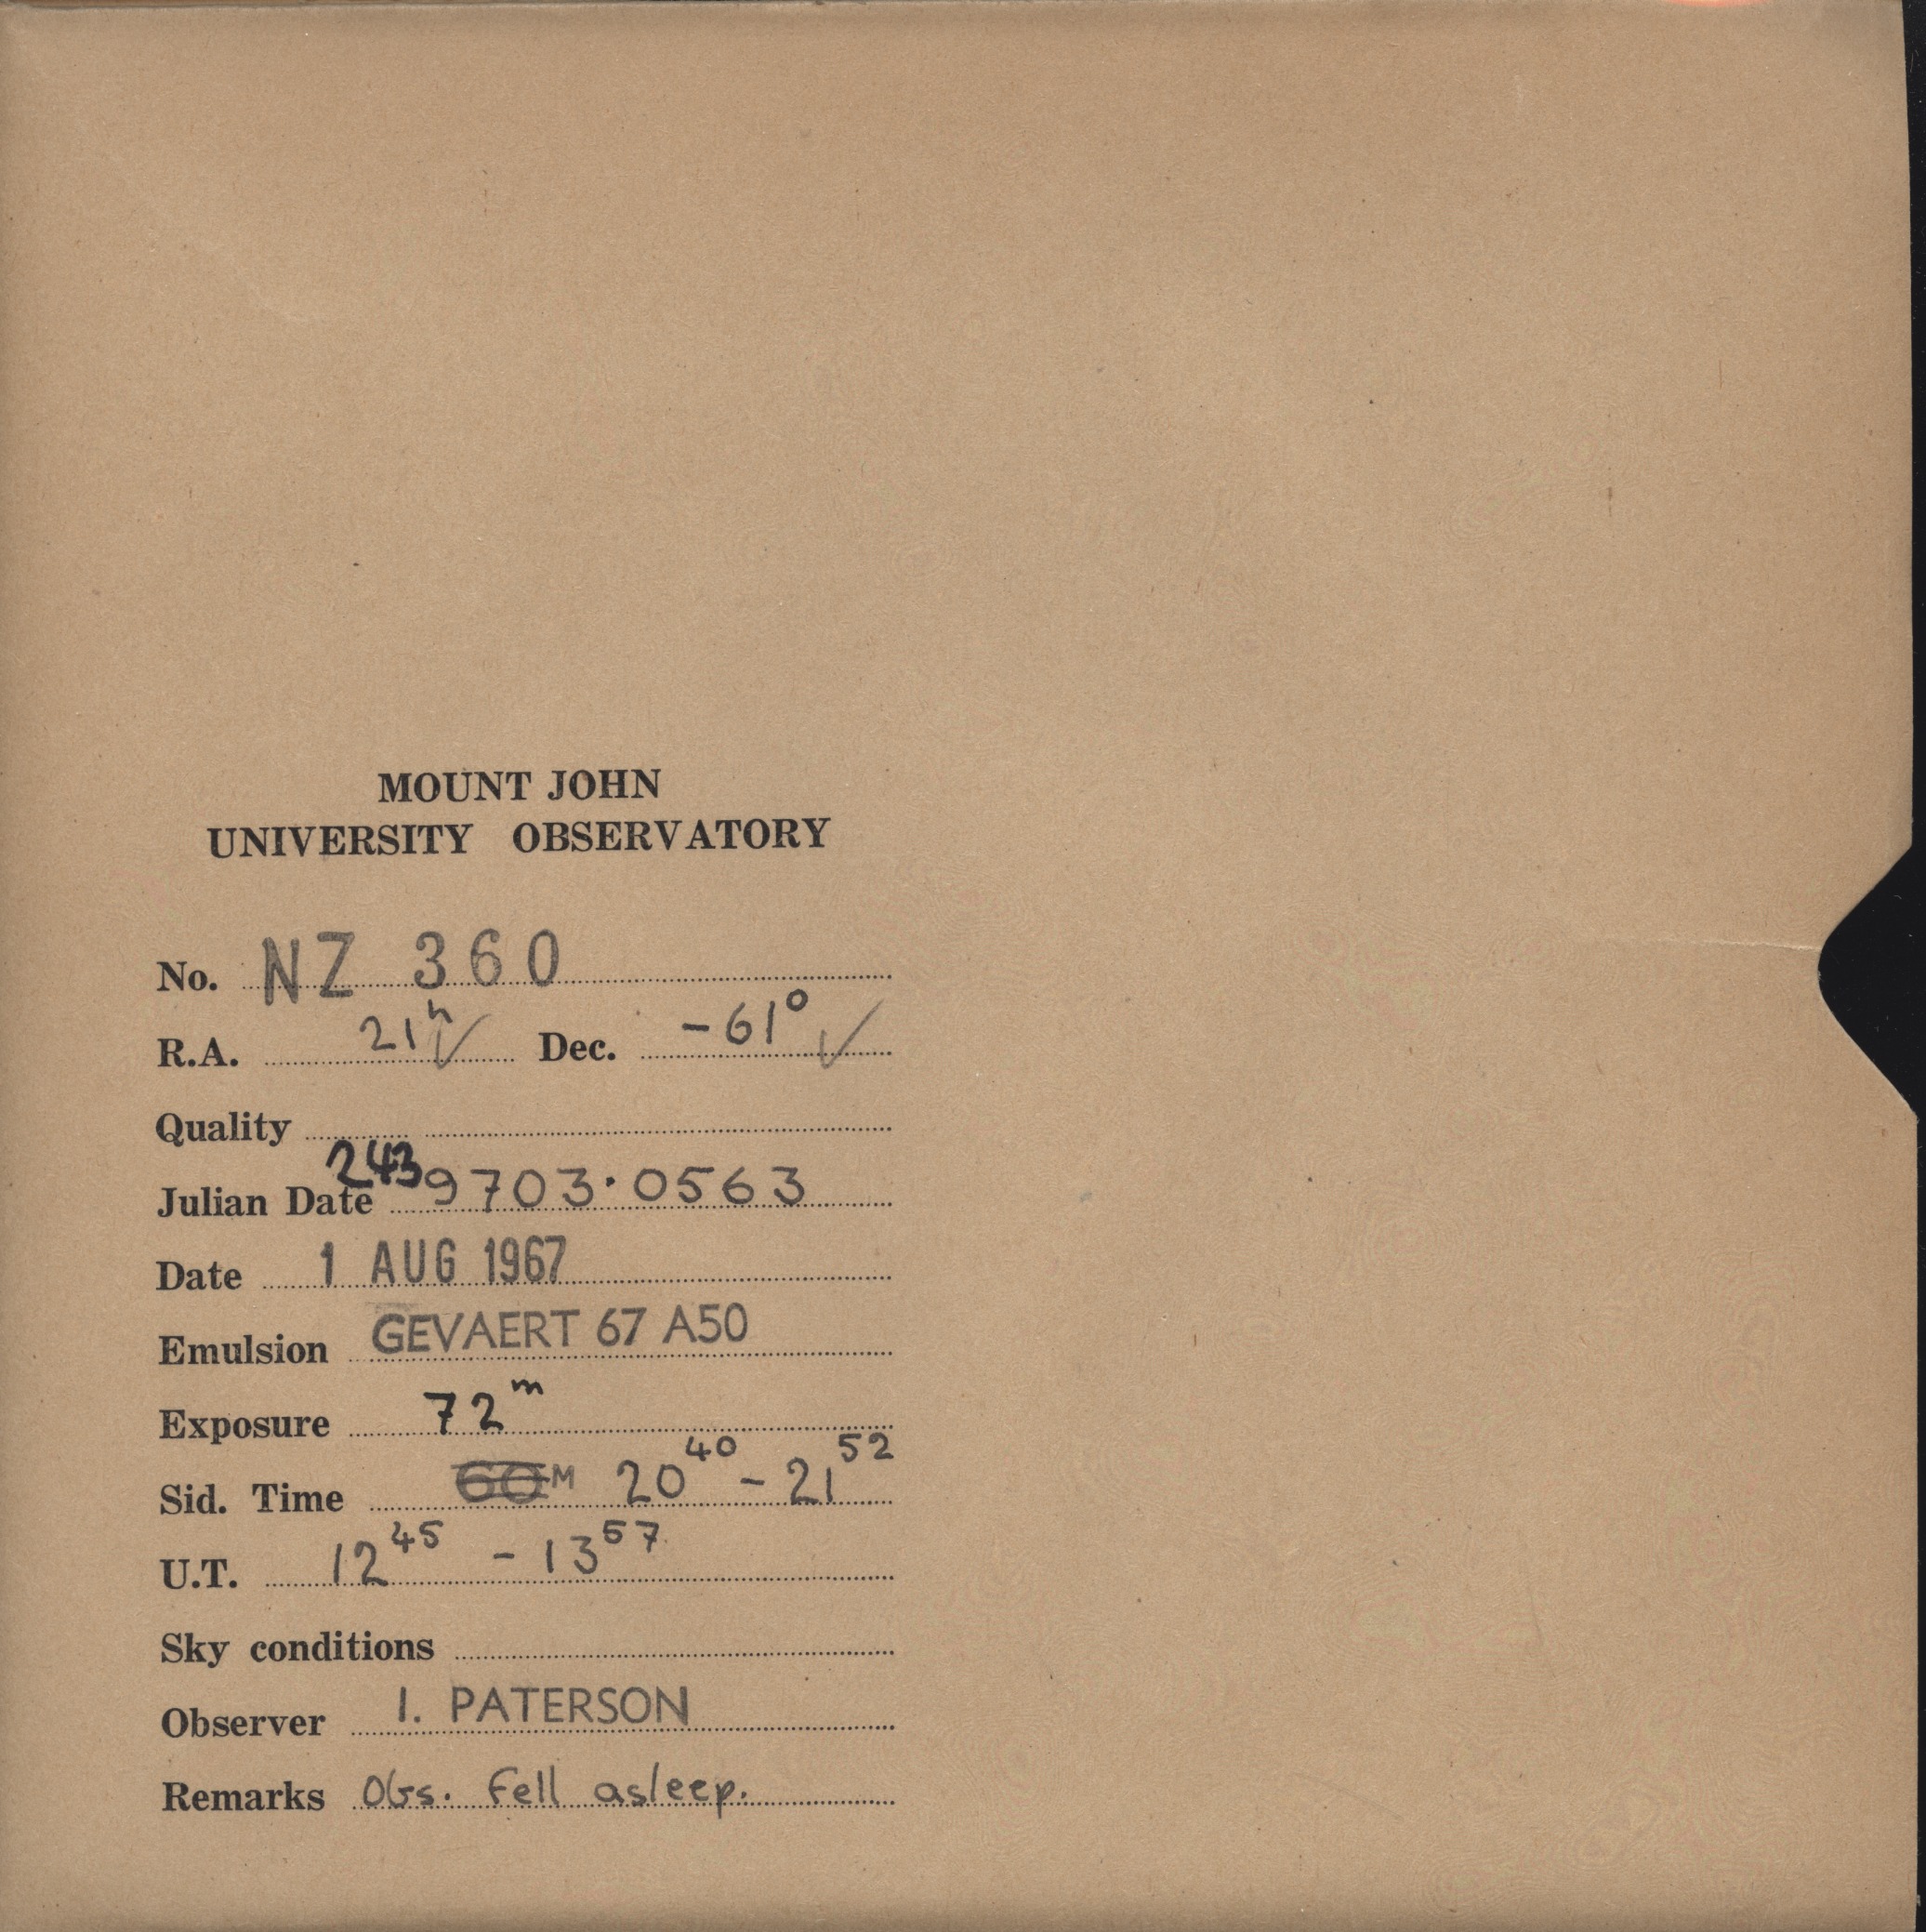 MOUNT JOHN
UNIVERSITY OBSERVATORY
No. NZ 360
R.A. 21h ✓ Dec. -61° ✓
Quality
Julian Date 2439703.0563
Date 1 AUG 1967
Emulsion GEVAERT 67 A50
Exposure 72m
Sid. Time 60M 20 40 - 21 52
U.T. 12 45 - 13 57
Sky conditions
Observer I. PATERSON
Remarks Obs. fell asleep.